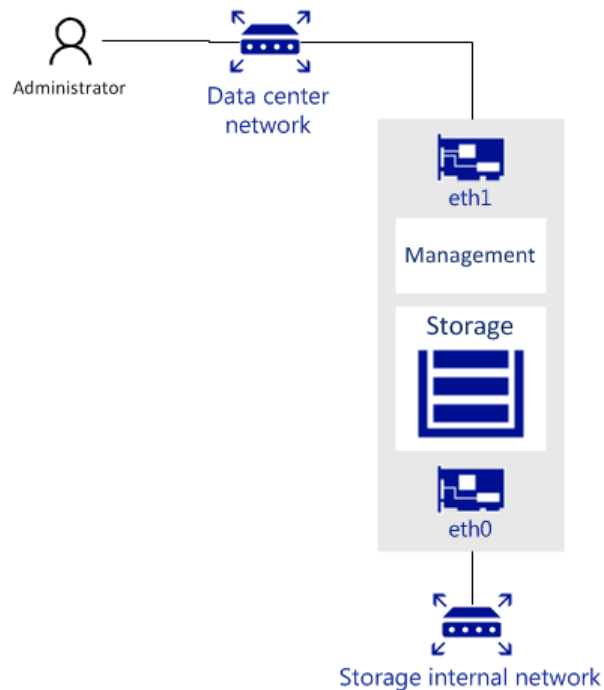 Administrator
Data center
network
eth1
Management
Storage
eth0
Storage internal network